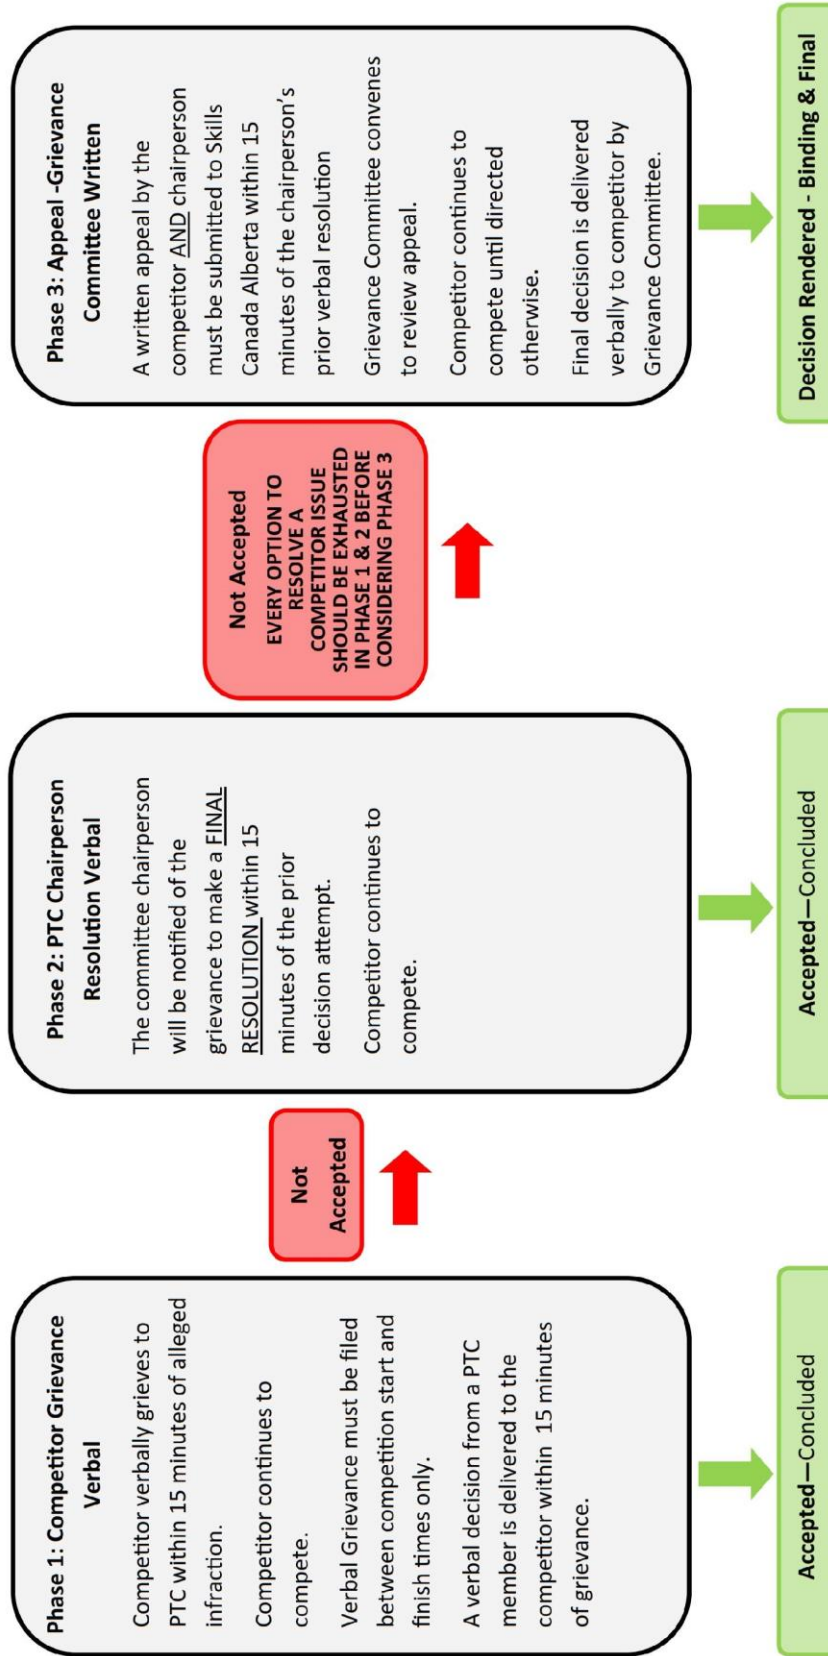 Phase 1: Competitor Grievance
Verbal
Competitor verbally grieves to
PTC within 15 minutes of alleged
infraction.
Competitor continues to
compete.
Verbal Grievance must be filed
between competition start and
finish times only.
A verbal decision from a PTC
member is delivered to the
competitor within 15 minutes
of grievance.
Accepted—Concluded
Not
Accepted
Phase 2: PTC Chairperson
Resolution Verbal
The committee chairperson
will be notified of the
grievance to make a FINAL
RESOLUTION within 15
minutes of the prior
decision attempt.
Competitor continues to
compete.
Accepted—Concluded
Not Accepted
EVERY OPTION TO
RESOLVE A
COMPETITOR ISSUE
SHOULD BE EXHAUSTED
IN PHASE 1 & 2 BEFORE
CONSIDERING PHASE 3
Phase 3: Appeal -Grievance
Committee Written
A written appeal by the
competitor AND chairperson
must be submitted to Skills
Canada Alberta within 15
minutes of the chairperson’s
prior verbal resolution
Grievance Committee convenes
to review appeal.
Competitor continues to
compete until directed
otherwise.
Final decision is delivered
verbally to competitor by
Grievance Committee.
Decision Rendered - Binding & Final